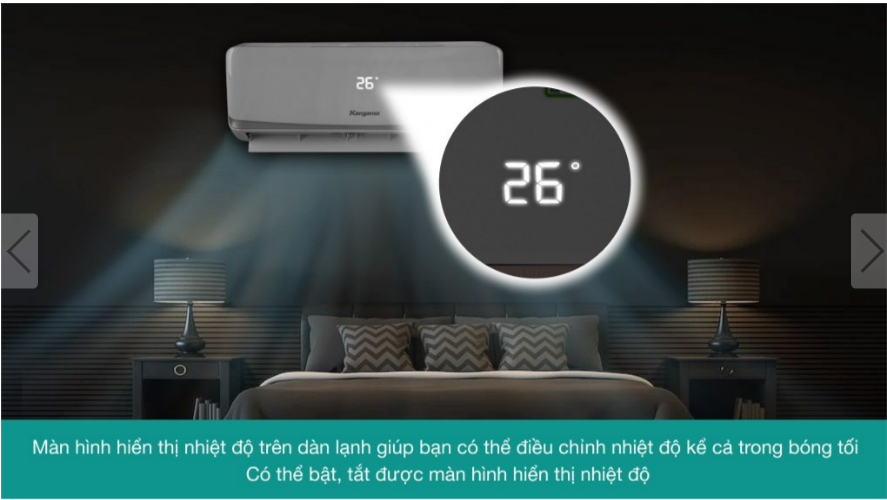 26°
Kangaroo
26°
Màn hình hiển thị nhiệt độ trên dàn lạnh giúp bạn có thể điều chỉnh nhiệt độ kể cả trong bóng tối
Có thể bật, tắt được màn hình hiển thị nhiệt độ